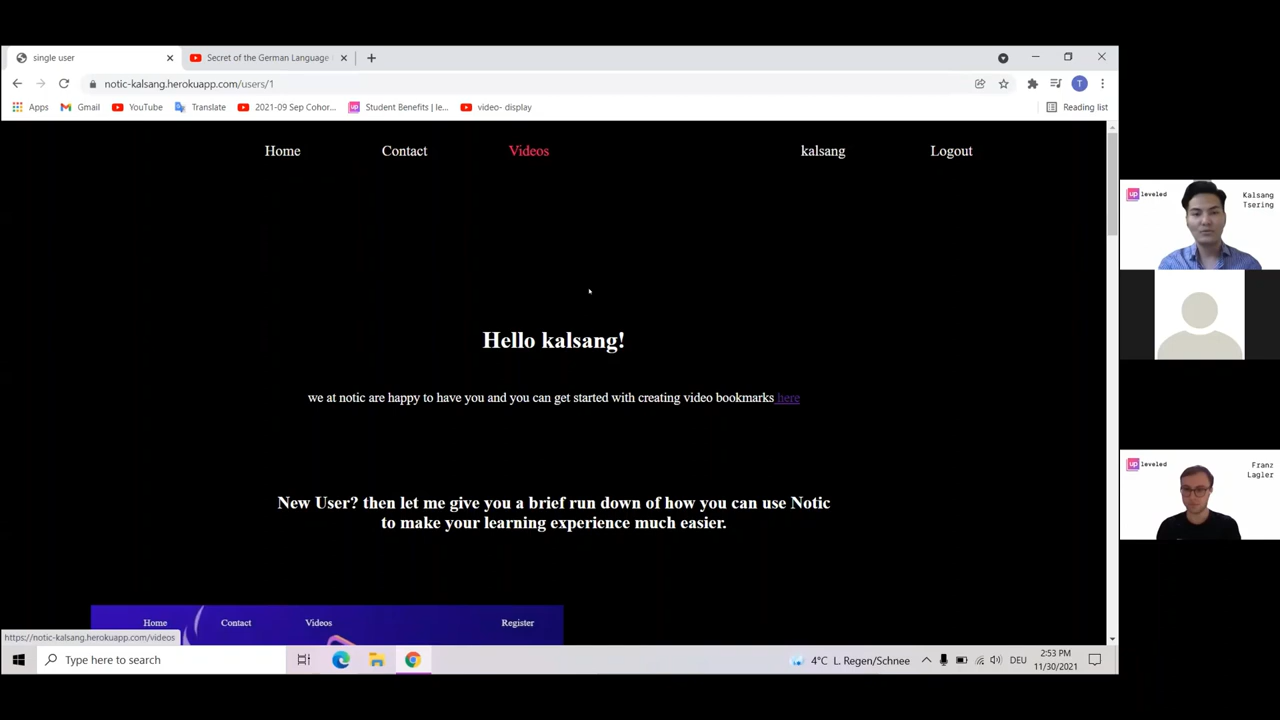 single user
Secret of the German Language
notic-kalsang.herokuapp.com/users/1
Apps
Gmail
YouTube
Translate
2021-09 Sep Cohor...
Student Benefits | le...
video- display
Reading list
Home
Contact
Videos
kalsang
Logout
Hello kalsang!
we at notic are happy to have you and you can get started with creating video bookmarks here
New User? then let me give you a brief run down of how you can use Notic
to make your learning experience much easier.
Home
Contact
Videos
Register
https://notic-kalsang.herokuapp.com/videos
Type here to search
4°C L. Regen/Schnee
DEU
2:53 PM
11/30/2021
T
up leveled
Kalsang
Tsering
up leveled
Franz
Lagler